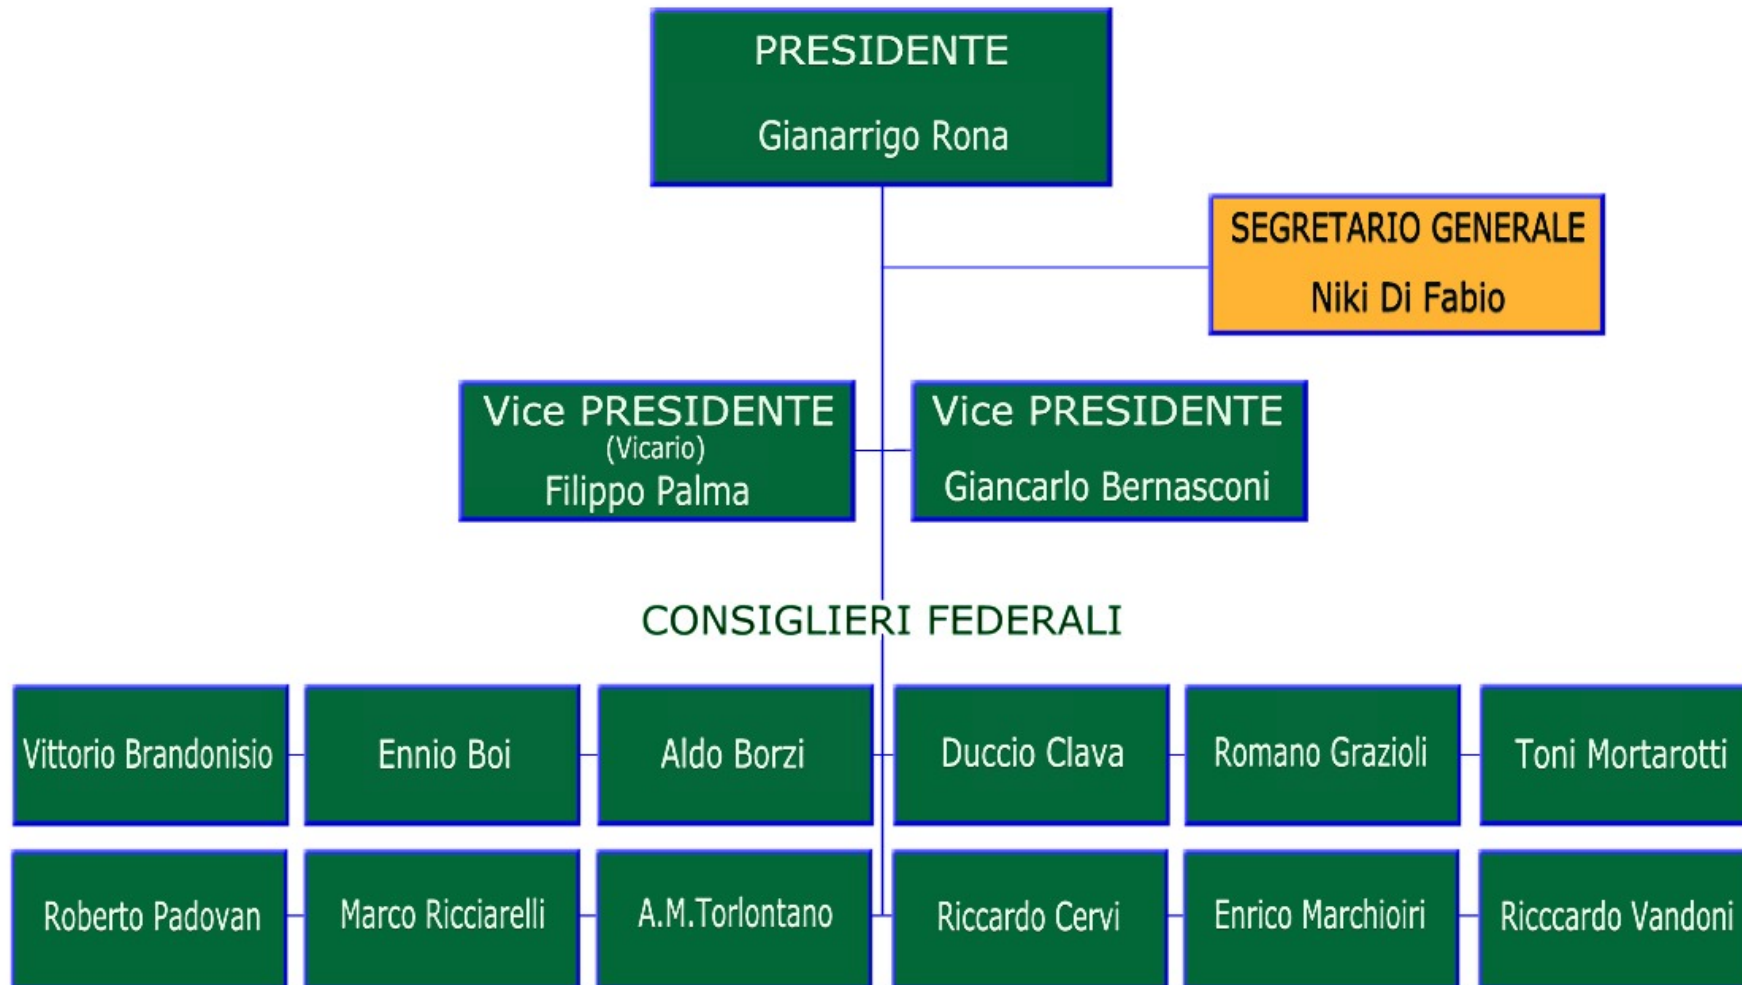 PRESIDENTE
Gianarrigo Rona
SEGRETARIO GENERALE
Niki Di Fabio
Vice PRESIDENTE
(Vicario)
Filippo Palma
Vice PRESIDENTE
Giancarlo Bernasconi
CONSIGLIERI FEDERALI
Vittorio Brandonisio
Ennio Boi
Aldo Borzi
Duccio Clava
Romano Grazioli
Toni Mortarotti
Roberto Padovan
Marco Ricciarelli
A.M.Torlontano
Riccardo Cervi
Enrico Marchioiri
Ricccardo Vandoni